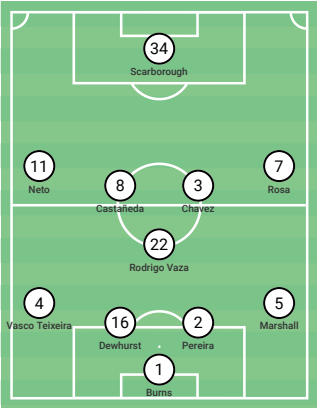 34
Scarborough
11
7
Neto
Rosa
8
3
Castañeda
Chavez
22
Rodrigo Vaza
4
5
Vasco Teixeira
Marshall
16
2
Dewhurst
Pereira
1
Burns